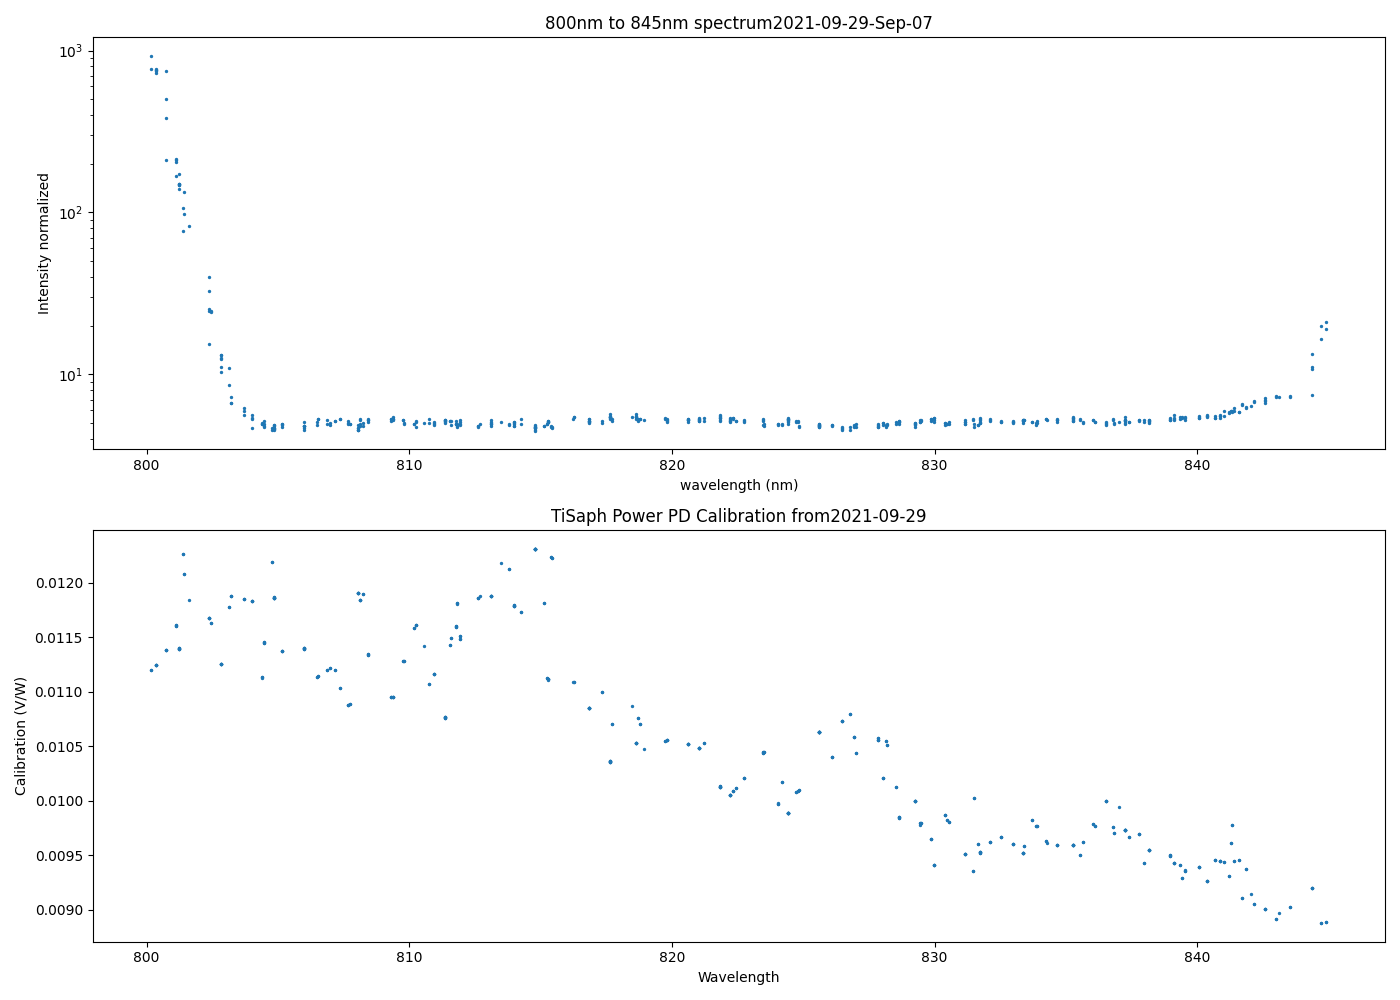 800nm to 845nm spectrum2021-09-29-Sep-07
Intensity normalized
10³
10²
10¹
800 810 820 830 840
wavelength (nm)
TiSaph Power PD Calibration from2021-09-29
Calibration (V/W)
0.0120
0.0115
0.0110
0.0105
0.0100
0.0095
0.0090
800 810 820 830 840
Wavelength